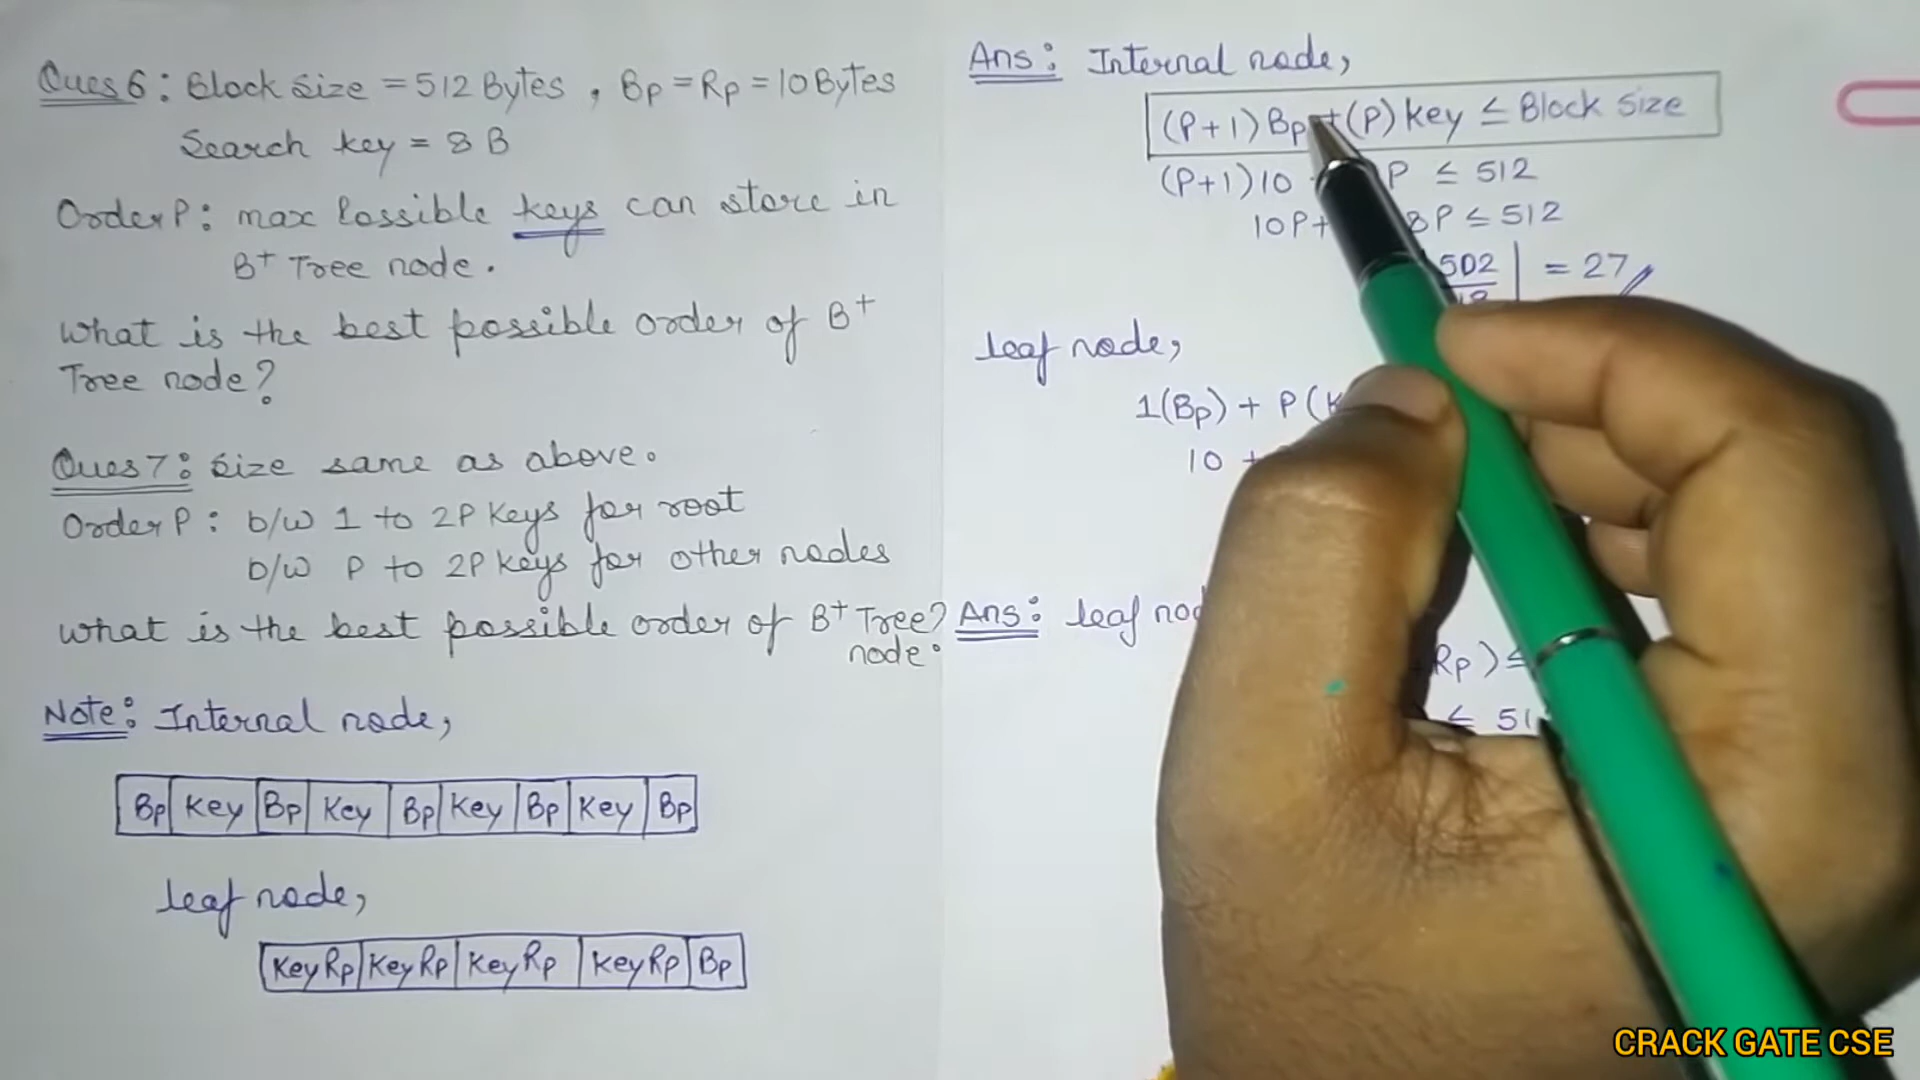 Ques 6: Block Size = 512 Bytes, Bp = Rp = 10 Bytes
Search key = 8 B
Order P: max Possible keys can store in
B+ Tree node.
What is the best possible order of B+
Tree node?
Ques 7: Size same as above.
Order P: b/w 1 to 2P keys for root
b/w P to 2P keys for other nodes
What is the best possible order of B+ Tree?
node.
Note: Internal node,
Bp Key Bp Key Bp Key Bp Key Bp
leaf node,
Key Rp Key Rp Key Rp Key Rp Bp
Ans: Internal node,
(P+1) Bp + (P) key ≤ Block Size
(P+1)10 P ≤ 512
10P+ 8P ≤ 512
502 = 27
leaf node,
1(Bp) + P(
10 +
Ans: leaf
Rp) ≤
≤ 51
CRACK GATE CSE